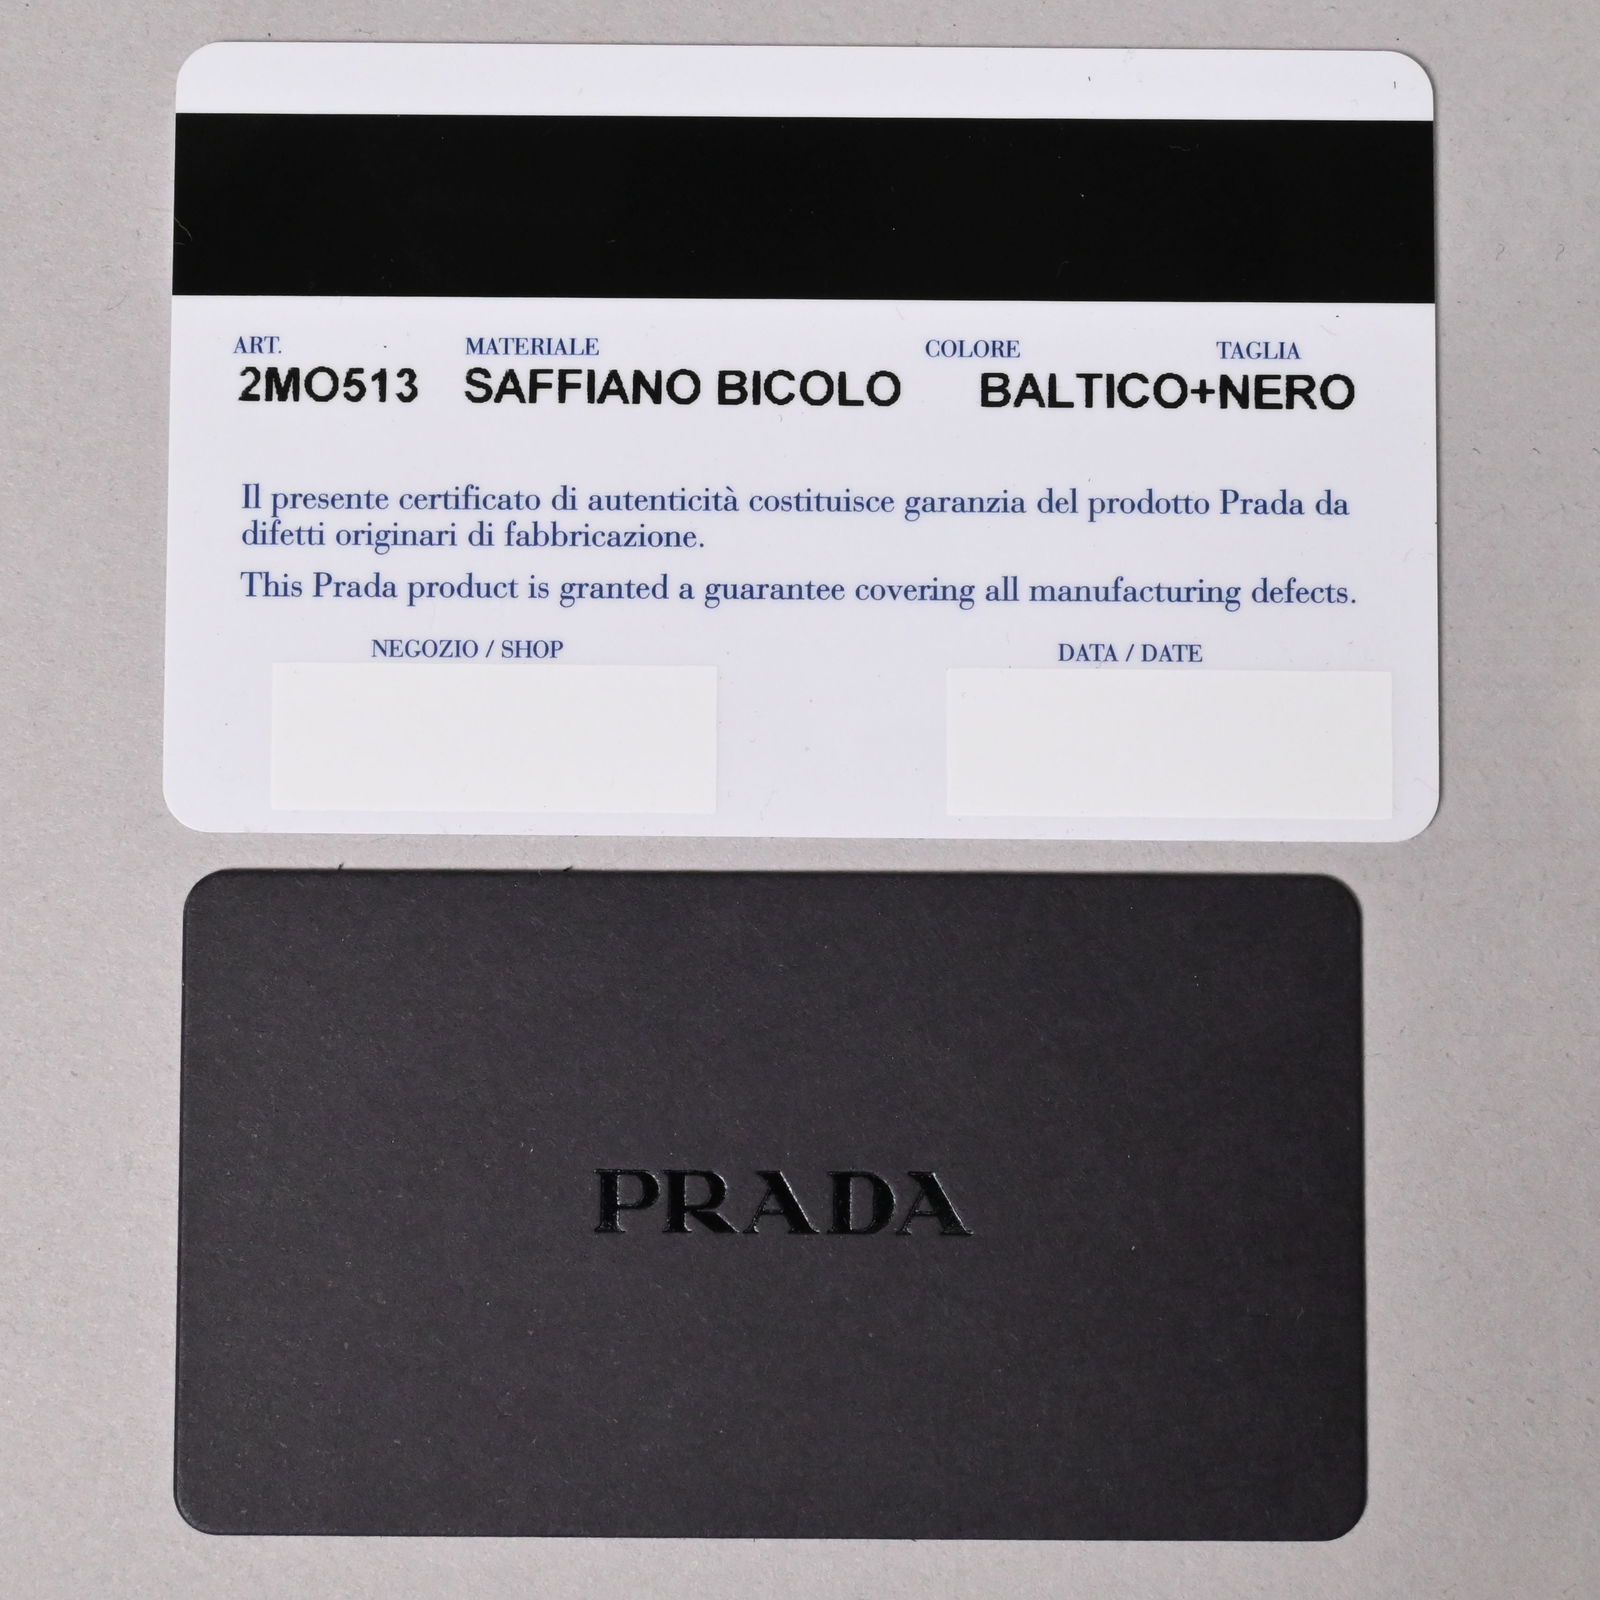 ART. MATERIALE COLORE TAGLIA
2MO513 SAFFIANO BICOLO BALTICO+NERO
Il presente certificato di autenticità costituisce garanzia del prodotto Prada da
difetti originari di fabbricazione.
This Prada product is granted a guarantee covering all manufacturing defects.
NEGOZIO / SHOP DATA / DATE
PRADA